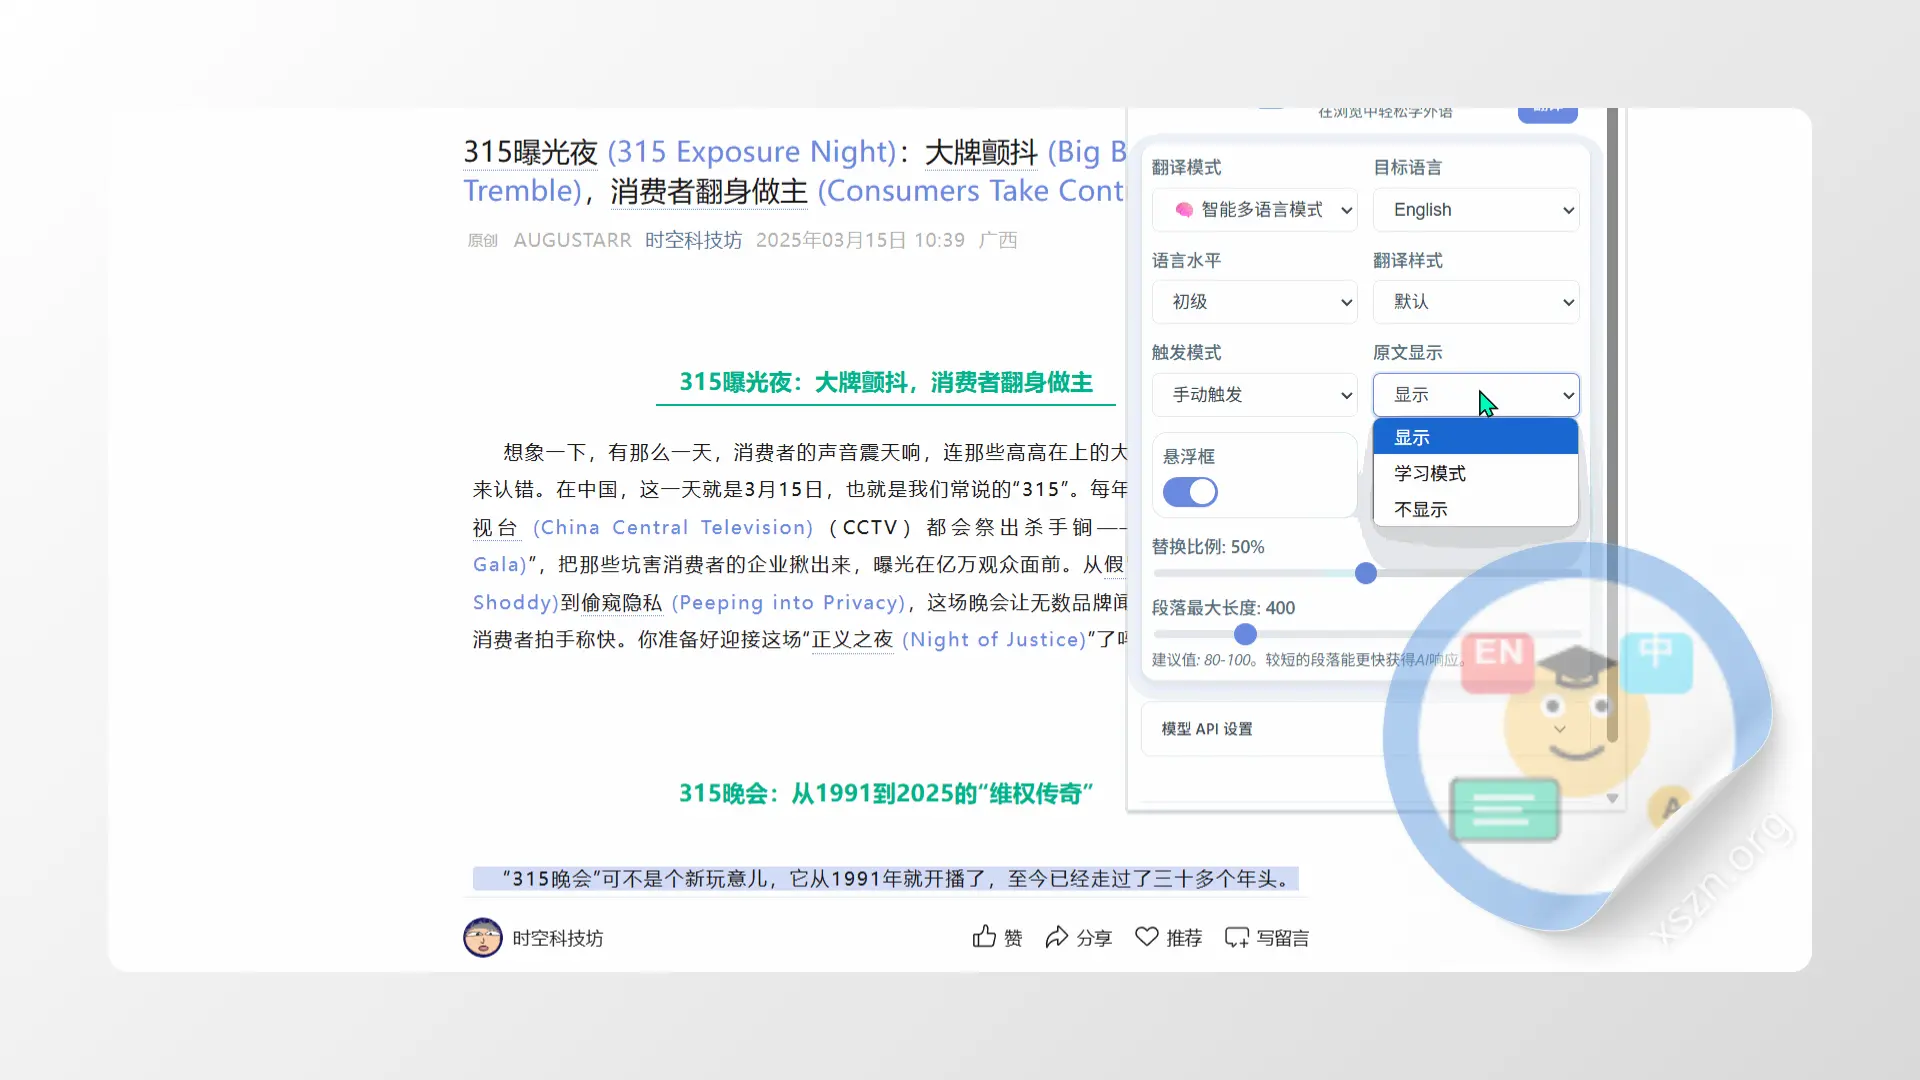 315曝光夜 (315 Exposure Night)：大牌颤抖 (Big B
Tremble)，消费者翻身做主 (Consumers Take Cont
原创 AUGUSTARR 时空科技坊 2025年03月15日 10:39 广西
315曝光夜：大牌颤抖，消费者翻身做主
想象一下，有那么一天，消费者的声音震天响，连那些高高在上的大
来认错。在中国，这一天就是3月15日，也就是我们常说的“315”。每年
视台 (China Central Television)（CCTV）都会祭出杀手锏—
Gala)”，把那些坑害消费者的企业揪出来，曝光在亿万观众面前。从假
Shoddy)到偷窥隐私 (Peeping into Privacy)，这场晚会让无数品牌闻
消费者拍手称快。你准备好迎接这场“正义之夜 (Night of Justice)”了吗
315晚会：从1991到2025的“维权传奇”
“315晚会”可不是个新玩意儿，它从1991年就开播了，至今已经走过了三十多个年头。
时空科技坊
赞 分享 推荐 写留言
在浏览中轻松学外语
翻译
翻译模式 目标语言
智能多语言模式 English
语言水平 翻译样式
初级 默认
触发模式 原文显示
手动触发 显示
显示
学习模式
不显示
悬浮框
替换比例: 50%
段落最大长度: 400
建议值: 80-100。较短的段落能更快获得AI响应。
模型 API 设置
EN 中
A
xszn.org